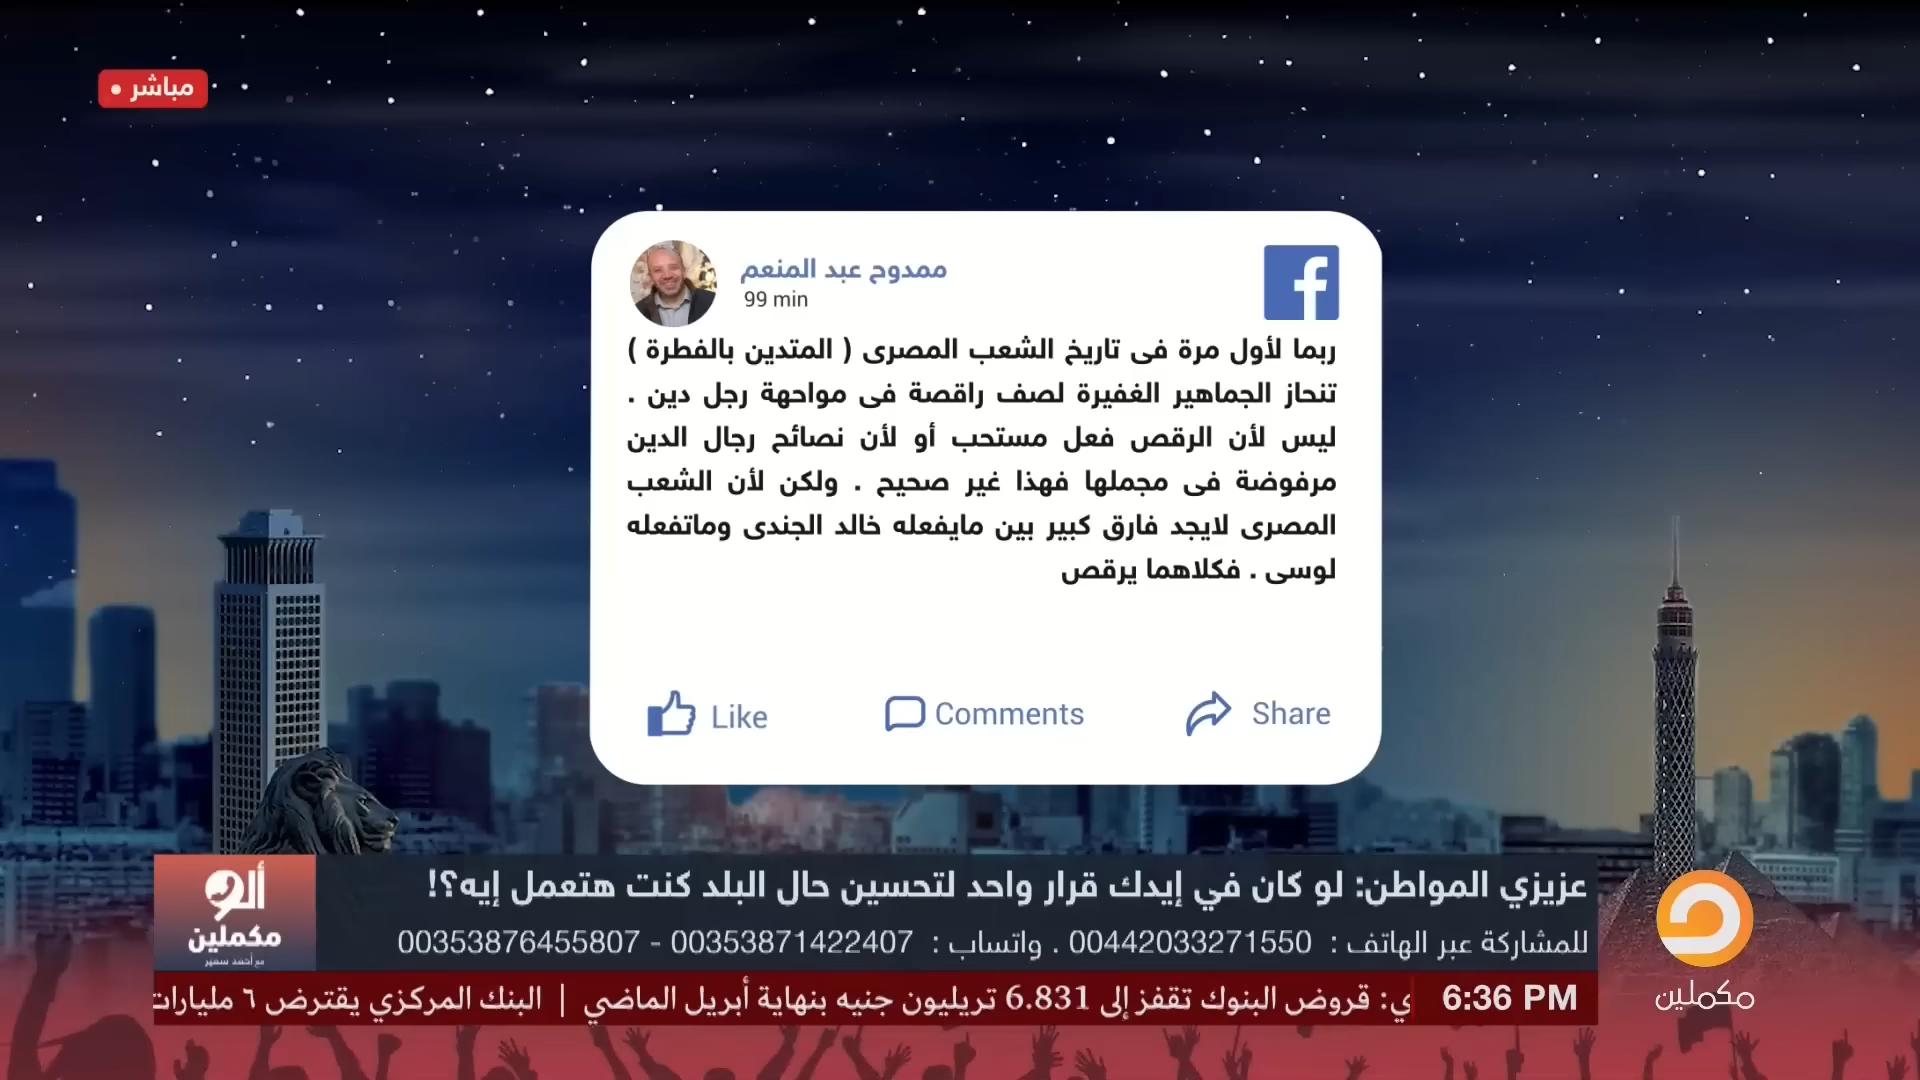 مباشر
ممدوح عبد المنعم
99 min
ربما لأول مرة فى تاريخ الشعب المصرى ( المتدين بالفطرة )
تنحاز الجماهير الغفيرة لصف راقصة فى مواحهة رجل دين .
ليس لأن الرقص فعل مستحب أو لأن نصائح رجال الدين
مرفوضة فى مجملها فهذا غير صحيح . ولكن لأن الشعب
المصرى لايجد فارق كبير بين مايفعله خالد الجندى وماتفعله
لوسى . فكلاهما يرقص
Like
Comments
Share
عزيزي المواطن: لو كان في إيدك قرار واحد لتحسين حال البلد كنت هتعمل إيه؟!
للمشاركة عبر الهاتف : 00442033271550 . واتساب : 00353871422407 - 00353876455807
ألو
مكملين
مع أحمد سمير
6:36 PM
ي: قروض البنوك تقفز إلى 6.831 تريليون جنيه بنهاية أبريل الماضي | البنك المركزي يقترض ٦ مليارات
مكملين